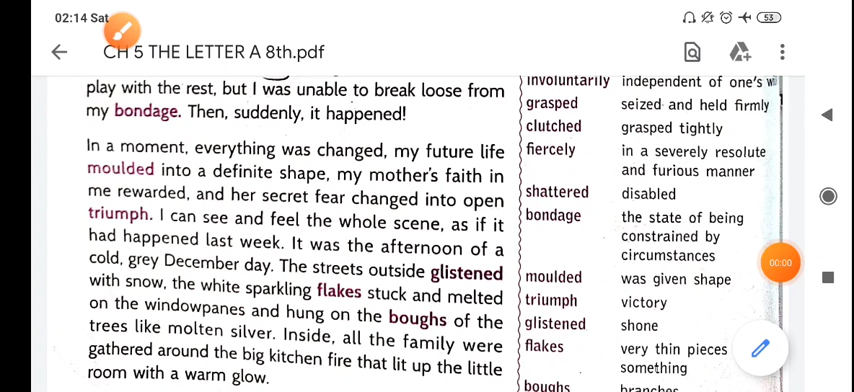 02:14 Sat
53
CH 5 THE LETTER A 8th.pdf
play with the rest, but I was unable to break loose from
my bondage. Then, suddenly, it happened!
In a moment, everything was changed, my future life
moulded into a definite shape, my mother's faith in
me rewarded, and her secret fear changed into open
triumph. I can see and feel the whole scene, as if it
had happened last week. It was the afternoon of a
cold, grey December day. The streets outside glistened
with snow, the white sparkling flakes stuck and melted
on the windowpanes and hung on the boughs of the
trees like molten silver. Inside, all the family were
gathered around the big kitchen fire that lit up the little
room with a warm glow.
involuntarily independent of one's will
grasped seized and held firmly
clutched grasped tightly
fiercely in a severely resolute
and furious manner
shattered disabled
bondage the state of being
constrained by
circumstances
moulded was given shape
triumph victory
glistened shone
flakes very thin pieces
something
boughs branches
00:00